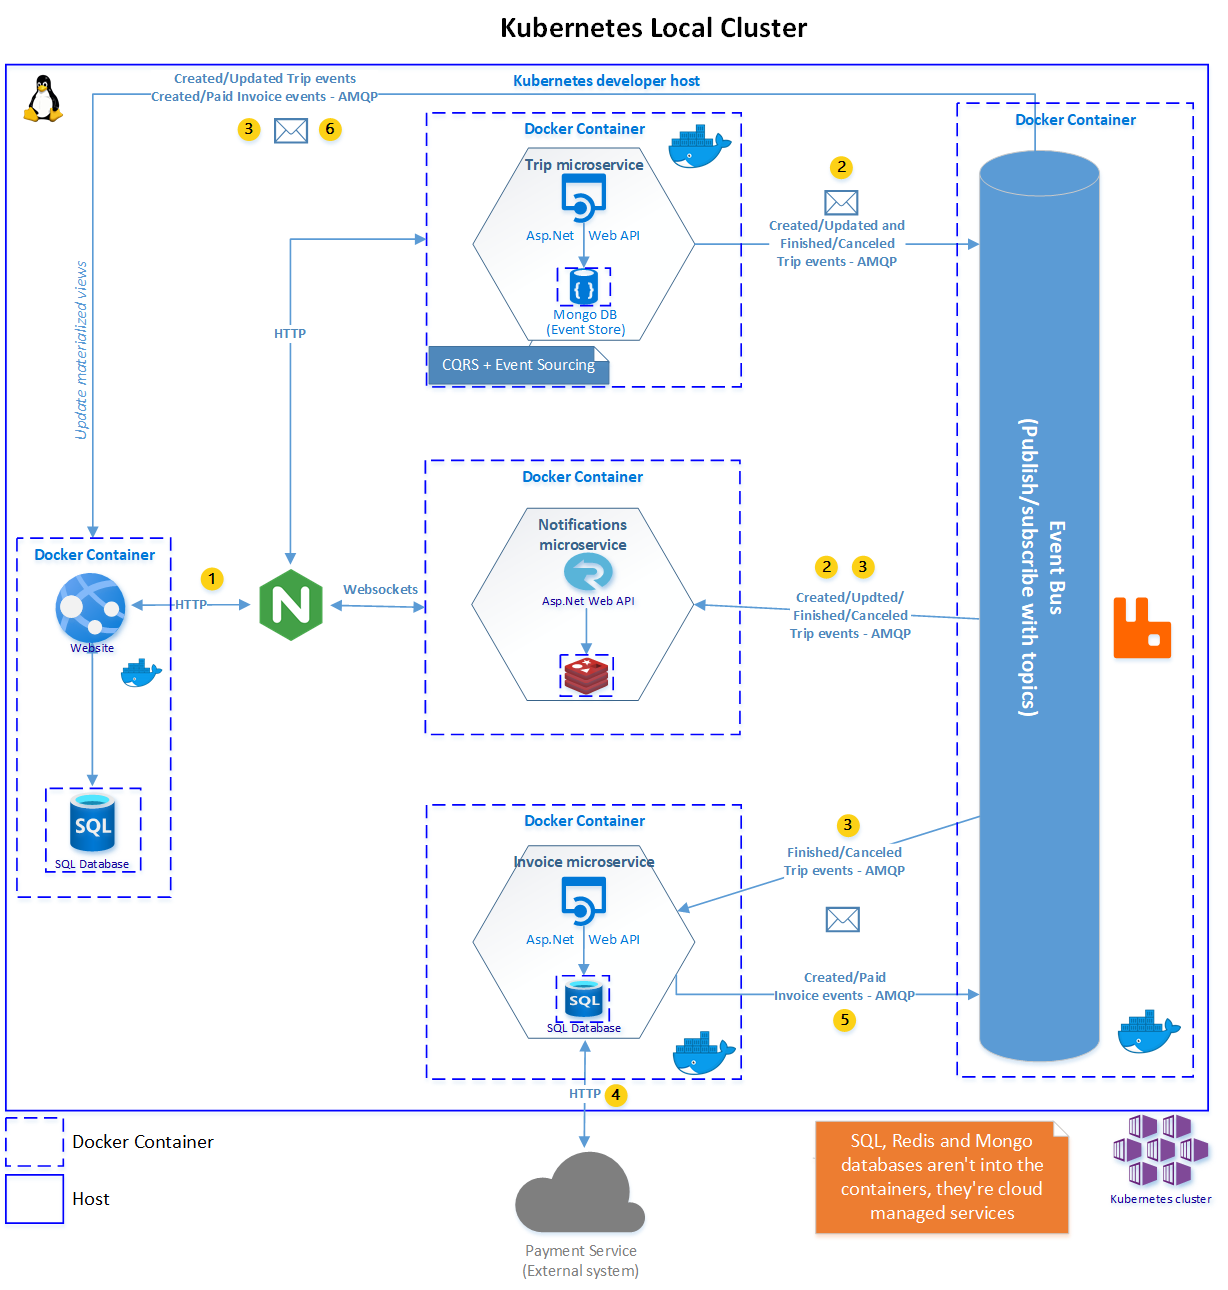 Kubernetes Local Cluster
Created/Updated Trip events
Created/Paid Invoice events - AMQP
Kubernetes developer host
3
6
Update materialized views
Docker Container
Trip microservice
Asp.Net Web API
{ }
Mongo DB
(Event Store)
CQRS + Event Sourcing
HTTP
2
Created/Updated and
Finished/Canceled
Trip events - AMQP
Docker Container
Event Bus
(Publish/subscribe with topics)
Docker Container
Website
SQL
SQL Database
1
HTTP
N
Websockets
Docker Container
Notifications
microservice
Asp.Net Web API
2
3
Created/Updted/
Finished/Canceled
Trip events - AMQP
Docker Container
Invoice microservice
Asp.Net Web API
SQL
SQL Database
3
Finished/Canceled
Trip events - AMQP
Created/Paid
Invoice events - AMQP
5
HTTP
4
Payment Service
(External system)
Docker Container
Host
SQL, Redis and Mongo
databases aren't into the
containers, they're cloud
managed services
Kubernetes cluster